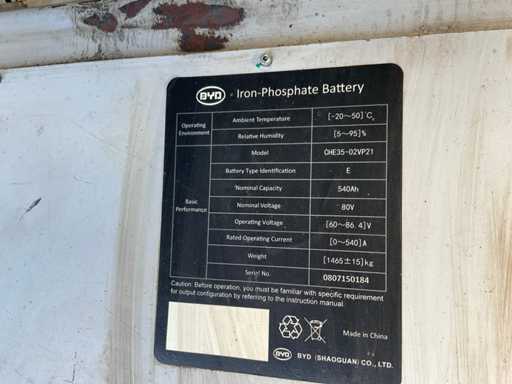 BYD Iron-Phosphate Battery
Operating Environment
Ambient Temperature [-20~50]℃
Relative Humidity [5~95]%
Basic Performance
Model CHE35-02VP21
Battery Type Identification E
Nominal Capacity 540Ah
Nominal Voltage 80V
Operating Voltage [60~86.4]V
Rated Operating Current [0~540]A
Weight [1465±15]kg
Serial No. 0807150184
Caution: Before operation, you must be familiar with specific requirement
for output configuration by referring to the instruction manual.
Made in China
BYD BYD (SHAOGUAN) CO., LTD.